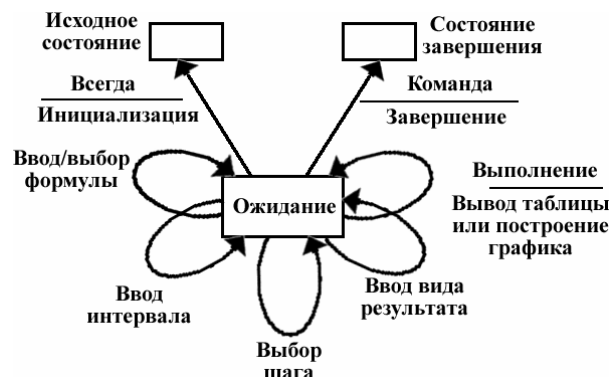 Исходное
состояние
Состояние
завершения
Всегда
Инициализация
Команда
Завершение
Ввод/выбор
формулы
Ожидание
Выполнение
Вывод таблицы
или построение
графика
Ввод
интервала
Выбор
шага
Ввод вида
результата